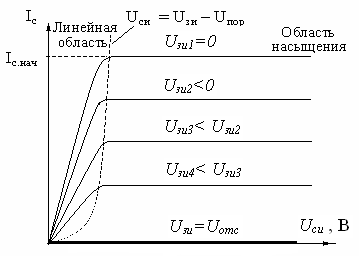 Iс
Линейная область
Uси = Uзи – Uпор
Область насыщения
Iс.нач
Uзи1=0
Uзи2<0
Uзи3< Uзи2
Uзи4< Uзи3
Uзи=Uотс
Uси , В